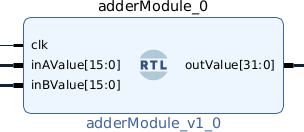 adderModule_0
clk
inAValue[15:0]
inBValue[15:0]
RTL
outValue[31:0]
adderModule_v1_0